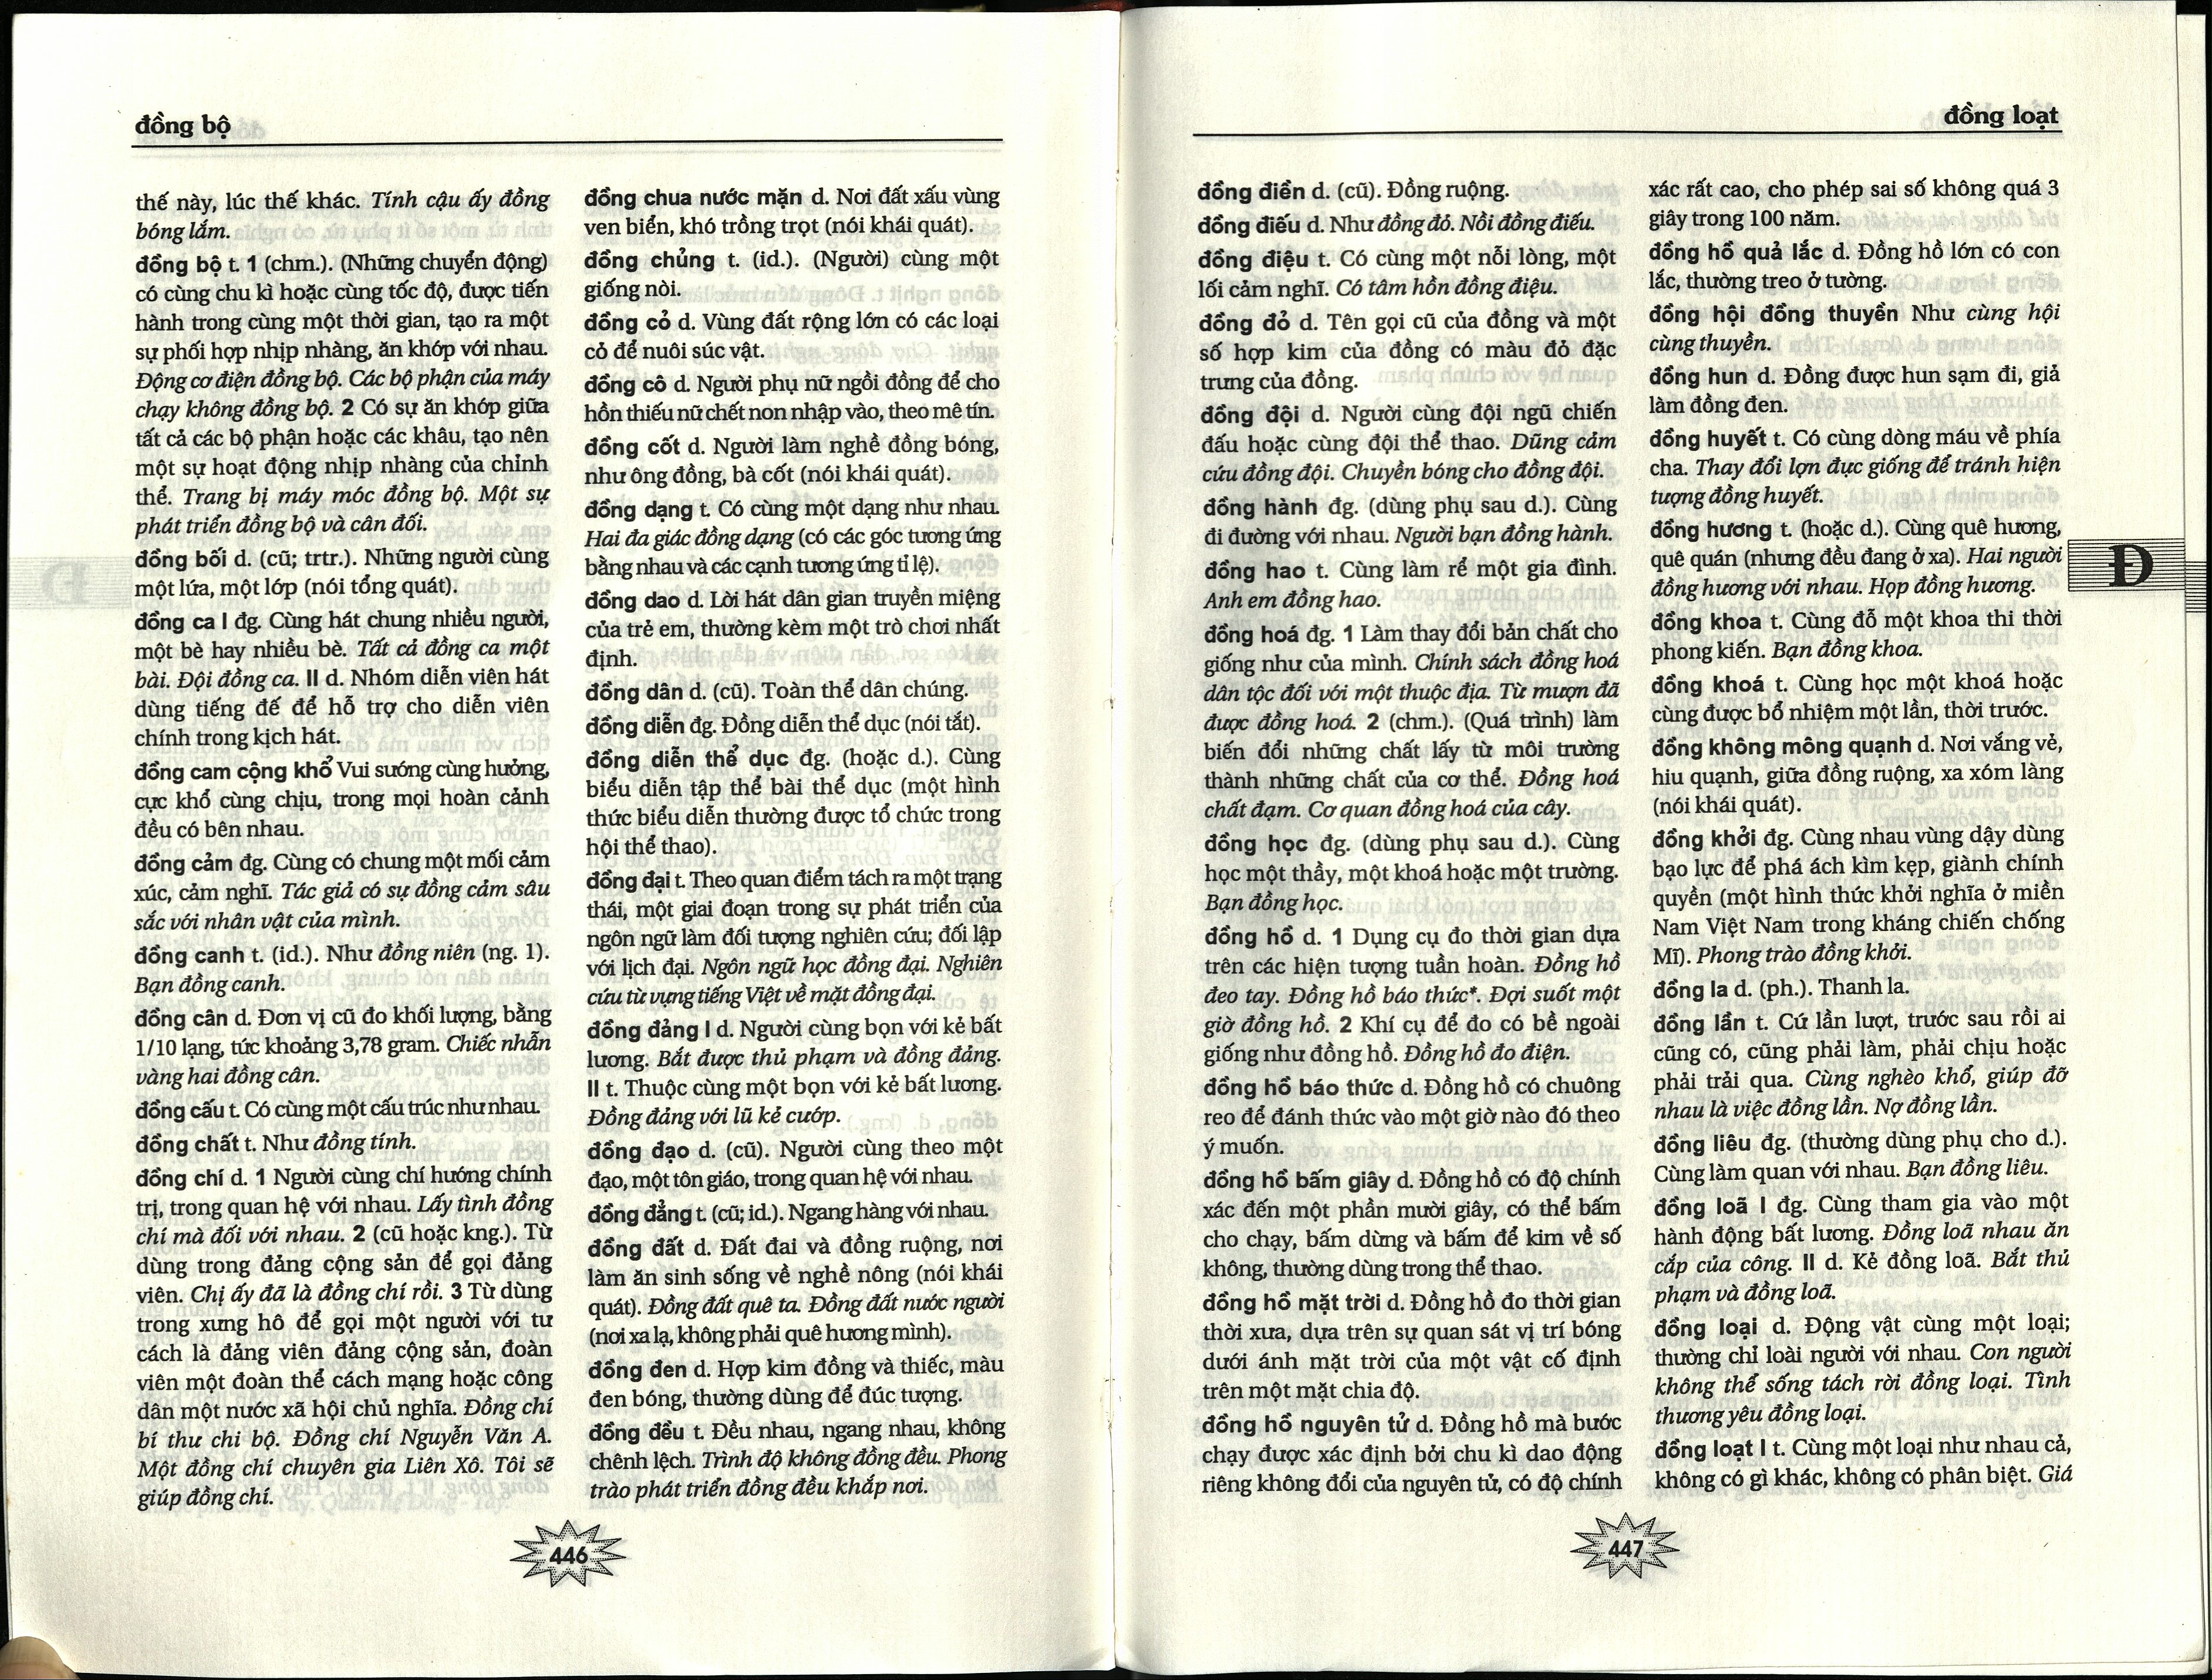 đồng bộ
thế này, lúc thế khác. Tính cậu ấy đồng
bóng lắm.
đồng bộ t. 1 (chm.). (Những chuyển động)
có cùng chu kì hoặc cùng tốc độ, được tiến
hành trong cùng một thời gian, tạo ra một
sự phối hợp nhịp nhàng, ăn khớp với nhau.
Động cơ điện đồng bộ. Các bộ phận của máy
chạy không đồng bộ. 2 Có sự ăn khớp giữa
tất cả các bộ phận hoặc các khâu, tạo nên
một sự hoạt động nhịp nhàng của chỉnh
thể. Trang bị máy móc đồng bộ. Một sự
phát triển đồng bộ và cân đối.
đồng bối d. (cũ; trtr.). Những người cùng
một lứa, một lớp (nói tổng quát).
đồng ca I đg. Cùng hát chung nhiều người,
một bè hay nhiều bè. Tất cả đồng ca một
bài. Đội đồng ca. II d. Nhóm diễn viên hát
dùng tiếng đế để hỗ trợ cho diễn viên
chính trong kịch hát.
đồng cam cộng khổ Vui sướng cùng hưởng,
cực khổ cùng chịu, trong mọi hoàn cảnh
đều có bên nhau.
đồng cảm đg. Cùng có chung một mối cảm
xúc, cảm nghĩ. Tác giả có sự đồng cảm sâu
sắc với nhân vật của mình.
đồng canh t. (id.). Như đồng niên (ng. 1).
Bạn đồng canh.
đồng cân d. Đơn vị cũ đo khối lượng, bằng
1/10 lạng, tức khoảng 3,78 gram. Chiếc nhẫn
vàng hai đồng cân.
đồng cấu t. Có cùng một cấu trúc như nhau.
đồng chất t. Như đồng tính.
đồng chí d. 1 Người cùng chí hướng chính
trị, trong quan hệ với nhau. Lấy tình đồng
chí mà đối với nhau. 2 (cũ hoặc kng.). Từ
dùng trong đảng cộng sản để gọi đảng
viên. Chị ấy đã là đồng chí rồi. 3 Từ dùng
trong xưng hô để gọi một người với tư
cách là đảng viên đảng cộng sản, đoàn
viên một đoàn thể cách mạng hoặc công
dân một nước xã hội chủ nghĩa. Đồng chí
bí thư chi bộ. Đồng chí Nguyễn Văn A.
Một đồng chí chuyên gia Liên Xô. Tôi sẽ
giúp đồng chí.
đồng chua nước mặn d. Nơi đất xấu vùng
ven biển, khó trồng trọt (nói khái quát).
đồng chủng t. (id.). (Người) cùng một
giống nòi.
đồng cỏ d. Vùng đất rộng lớn có các loại
cỏ để nuôi súc vật.
đồng cô d. Người phụ nữ ngồi đồng để cho
hồn thiếu nữ chết non nhập vào, theo mê tín.
đồng cốt d. Người làm nghề đồng bóng,
như ông đồng, bà cốt (nói khái quát).
đồng dạng t. Có cùng một dạng như nhau.
Hai đa giác đồng dạng (có các góc tương ứng
bằng nhau và các cạnh tương ứng tỉ lệ).
đồng dao d. Lời hát dân gian truyền miệng
của trẻ em, thường kèm một trò chơi nhất
định.
đồng dân d. (cũ). Toàn thể dân chúng.
đồng diễn đg. Đồng diễn thể dục (nói tắt).
đồng diễn thể dục đg. (hoặc d.). Cùng
biểu diễn tập thể bài thể dục (một hình
thức biểu diễn thường được tổ chức trong
hội thể thao).
đồng đại t. Theo quan điểm tách ra một trạng
thái, một giai đoạn trong sự phát triển của
ngôn ngữ làm đối tượng nghiên cứu; đối lập
với lịch đại. Ngôn ngữ học đồng đại. Nghiên
cứu từ vựng tiếng Việt về mặt đồng đại.
đồng đảng I d. Người cùng bọn với kẻ bất
lương. Bắt được thủ phạm và đồng đảng.
II t. Thuộc cùng một bọn với kẻ bất lương.
Đồng đảng với lũ kẻ cướp.
đồng đạo d. (cũ). Người cùng theo một
đạo, một tôn giáo, trong quan hệ với nhau.
đồng đẳng t. (cũ; id.). Ngang hàng với nhau.
đồng đất d. Đất đai và đồng ruộng, nơi
làm ăn sinh sống về nghề nông (nói khái
quát). Đồng đất quê ta. Đồng đất nước người
(nơi xa lạ, không phải quê hương mình).
đồng đen d. Hợp kim đồng và thiếc, màu
đen bóng, thường dùng để đúc tượng.
đồng đều t. Đều nhau, ngang nhau, không
chênh lệch. Trình độ không đồng đều. Phong
trào phát triển đồng đều khắp nơi.
446
đồng loạt
đồng điền d. (cũ). Đồng ruộng.
đồng điếu d. Như đồng đỏ. Nồi đồng điếu.
đồng điệu t. Có cùng một nỗi lòng, một
lối cảm nghĩ. Có tâm hồn đồng điệu.
đồng đỏ d. Tên gọi cũ của đồng và một
số hợp kim của đồng có màu đỏ đặc
trưng của đồng.
đồng đội d. Người cùng đội ngũ chiến
đấu hoặc cùng đội thể thao. Dũng cảm
cứu đồng đội. Chuyền bóng cho đồng đội.
đồng hành đg. (dùng phụ sau d.). Cùng
đi đường với nhau. Người bạn đồng hành.
đồng hao t. Cùng làm rể một gia đình.
Anh em đồng hao.
đồng hoá đg. 1 Làm thay đổi bản chất cho
giống như của mình. Chính sách đồng hoá
dân tộc đối với một thuộc địa. Từ mượn đã
được đồng hoá. 2 (chm.). (Quá trình) làm
biến đổi những chất lấy từ môi trường
thành những chất của cơ thể. Đồng hoá
chất đạm. Cơ quan đồng hoá của cây.
đồng học đg. (dùng phụ sau d.). Cùng
học một thầy, một khoá hoặc một trường.
Bạn đồng học.
đồng hồ d. 1 Dụng cụ đo thời gian dựa
trên các hiện tượng tuần hoàn. Đồng hồ
đeo tay. Đồng hồ báo thức*. Đợi suốt một
giờ đồng hồ. 2 Khí cụ để đo có bề ngoài
giống như đồng hồ. Đồng hồ đo điện.
đồng hồ báo thức d. Đồng hồ có chuông
reo để đánh thức vào một giờ nào đó theo
ý muốn.
đồng hồ bấm giây d. Đồng hồ có độ chính
xác đến một phần mười giây, có thể bấm
cho chạy, bấm dừng và bấm để kim về số
không, thường dùng trong thể thao.
đồng hồ mặt trời d. Đồng hồ đo thời gian
thời xưa, dựa trên sự quan sát vị trí bóng
dưới ánh mặt trời của một vật cố định
trên một mặt chia độ.
đồng hồ nguyên tử d. Đồng hồ mà bước
chạy được xác định bởi chu kì dao động
riêng không đổi của nguyên tử, có độ chính
xác rất cao, cho phép sai số không quá 3
giây trong 100 năm.
đồng hồ quả lắc d. Đồng hồ lớn có con
lắc, thường treo ở tường.
đồng hội đồng thuyền Như cùng hội
cùng thuyền.
đồng hun d. Đồng được hun sạm đi, giả
làm đồng đen.
đồng huyết t. Có cùng dòng máu về phía
cha. Thay đổi lợn đực giống để tránh hiện
tượng đồng huyết.
đồng hương t. (hoặc d.). Cùng quê hương,
quê quán (nhưng đều đang ở xa). Hai người
đồng hương với nhau. Họp đồng hương.
đồng khoa t. Cùng đỗ một khoa thi thời
phong kiến. Bạn đồng khoa.
đồng khoá t. Cùng học một khoá hoặc
cùng được bổ nhiệm một lần, thời trước.
đồng không mông quạnh d. Nơi vắng vẻ,
hiu quạnh, giữa đồng ruộng, xa xóm làng
(nói khái quát).
đồng khởi đg. Cùng nhau vùng dậy dùng
bạo lực để phá ách kìm kẹp, giành chính
quyền (một hình thức khởi nghĩa ở miền
Nam Việt Nam trong kháng chiến chống
Mĩ). Phong trào đồng khởi.
đồng la d. (ph.). Thanh la.
đồng lần t. Cứ lần lượt, trước sau rồi ai
cũng có, cũng phải làm, phải chịu hoặc
phải trải qua. Cùng nghèo khổ, giúp đỡ
nhau là việc đồng lần. Nợ đồng lần.
đồng liêu đg. (thường dùng phụ cho d.).
Cùng làm quan với nhau. Bạn đồng liêu.
đồng loã I đg. Cùng tham gia vào một
hành động bất lương. Đồng loã nhau ăn
cắp của công. II d. Kẻ đồng loã. Bắt thủ
phạm và đồng loã.
đồng loại d. Động vật cùng một loại;
thường chỉ loài người với nhau. Con người
không thể sống tách rời đồng loại. Tình
thương yêu đồng loại.
đồng loạt I t. Cùng một loại như nhau cả,
không có gì khác, không có phân biệt. Giá
Đ
447